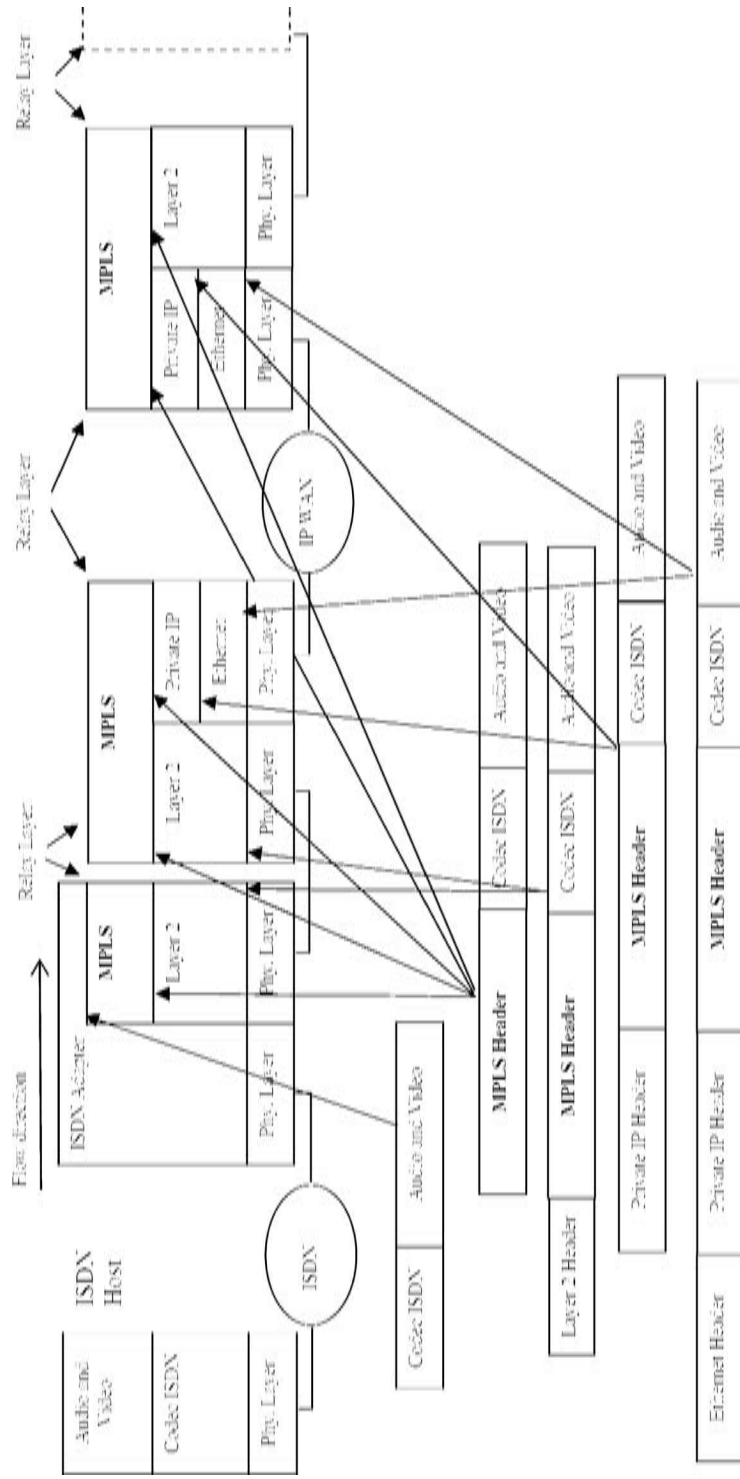 Flow direction
Relay Layer
Relay Layer
Relay Layer
Audio and
Video
Codec ISDN
Phy. Layer
ISDN
Host
ISDN
ISDN Adapter
MPLS
Layer 2
Phy. Layer
Phy. Layer
MPLS
Layer 2
Private IP
Ethernet
Phy. Layer
Phy. Layer
IP WAN
MPLS
Private IP
Ethernet
Layer 2
Phy. Layer
Phy. Layer
Codec ISDN
Audio and Video
MPLS Header
Codec ISDN
Audio and Video
Layer 2 Header
MPLS Header
Codec ISDN
Audio and Video
Private IP Header
MPLS Header
Codec ISDN
Audio and Video
Ethernet Header
Private IP Header
MPLS Header
Codec ISDN
Audio and Video